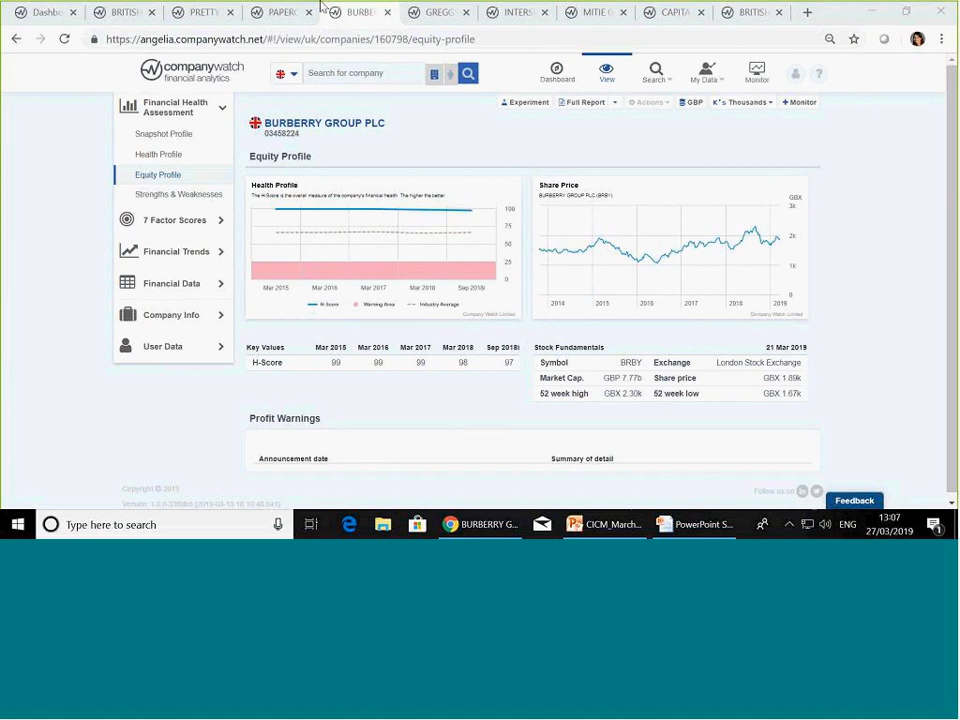 Dashb
BRITISH
PRETTY
PAPERC
BURBE
GREGGS
INTERS
MITIE G
CAPITA
BRITISH
https://angelia.companywatch.net/#!/view/uk/companies/160798/equity-profile
companywatch
financial analytics
Search for company
Dashboard
View
Search
My Data
Monitor
?
Financial Health
Assessment
Snapshot Profile
Health Profile
Equity Profile
Strengths & Weaknesses
7 Factor Scores
Financial Trends
Financial Data
Company Info
User Data
Experiment Full Report Actions GBP K's Thousands + Monitor
BURBERRY GROUP PLC
03458224
Equity Profile
Health Profile
The H-Score is the overall measure of the company's financial health. The higher the better.
100
75
50
25
0
Mar 2015 Mar 2016 Mar 2017 Mar 2018 Sep 2018I
H-Score Warning Area Industry Average
Company Watch Limited
Share Price
BURBERRY GROUP PLC (BRBY)
GBX
3k
2k
1k
0
2014 2015 2016 2017 2018 2019
Company Watch Limited
Key Values Mar 2015 Mar 2016 Mar 2017 Mar 2018 Sep 2018I
H-Score 99 99 99 98 97
Stock Fundamentals 21 Mar 2019
Symbol BRBY Exchange London Stock Exchange
Market Cap. GBP 7.77b Share price GBX 1.89k
52 week high GBX 2.30k 52 week low GBX 1.67k
Profit Warnings
Announcement date Summary of detail
Copyright © 2019
Follow us on
Feedback
Type here to search
BURBERRY G...
CICM_March...
PowerPoint S...
ENG
13:07
27/03/2019
1